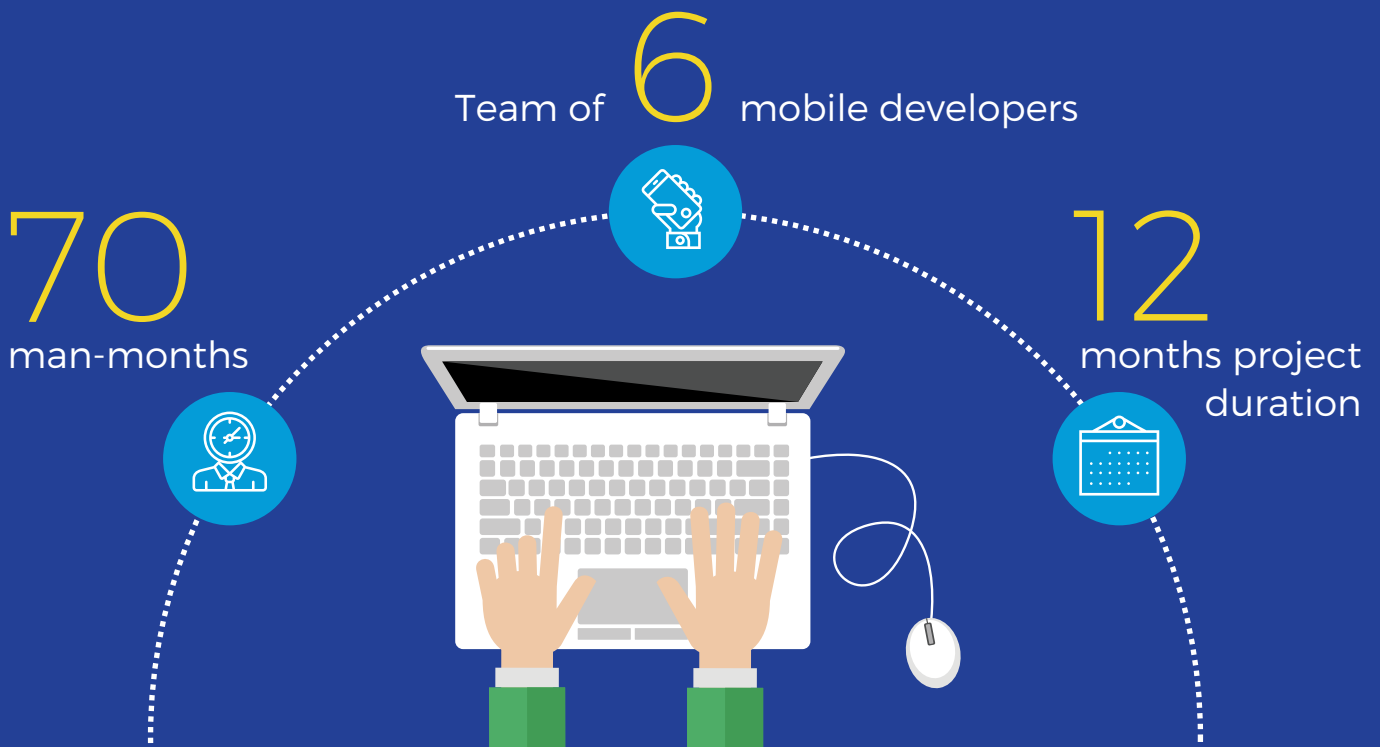 Team of 6 mobile developers
70
man-months
12
months project
duration